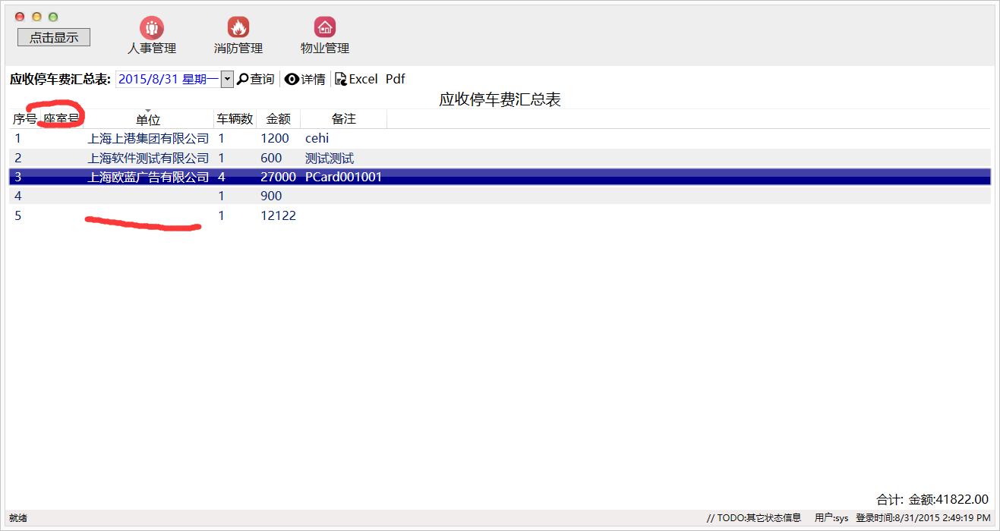 点击显示
人事管理 消防管理 物业管理
应收停车费汇总表: 2015/8/31 星期一 查询 详情 Excel Pdf
应收停车费汇总表
序号 座室号 单位 车辆数 金额 备注
1 上海上港集团有限公司 1 1200 cehi
2 上海软件测试有限公司 1 600 测试测试
3 上海欧蓝广告有限公司 4 27000 PCard001001
4 1 900
5 1 12122
合计: 金额:41822.00
就绪 // TODO:其它状态信息 用户:sys 登录时间:8/31/2015 2:49:19 PM